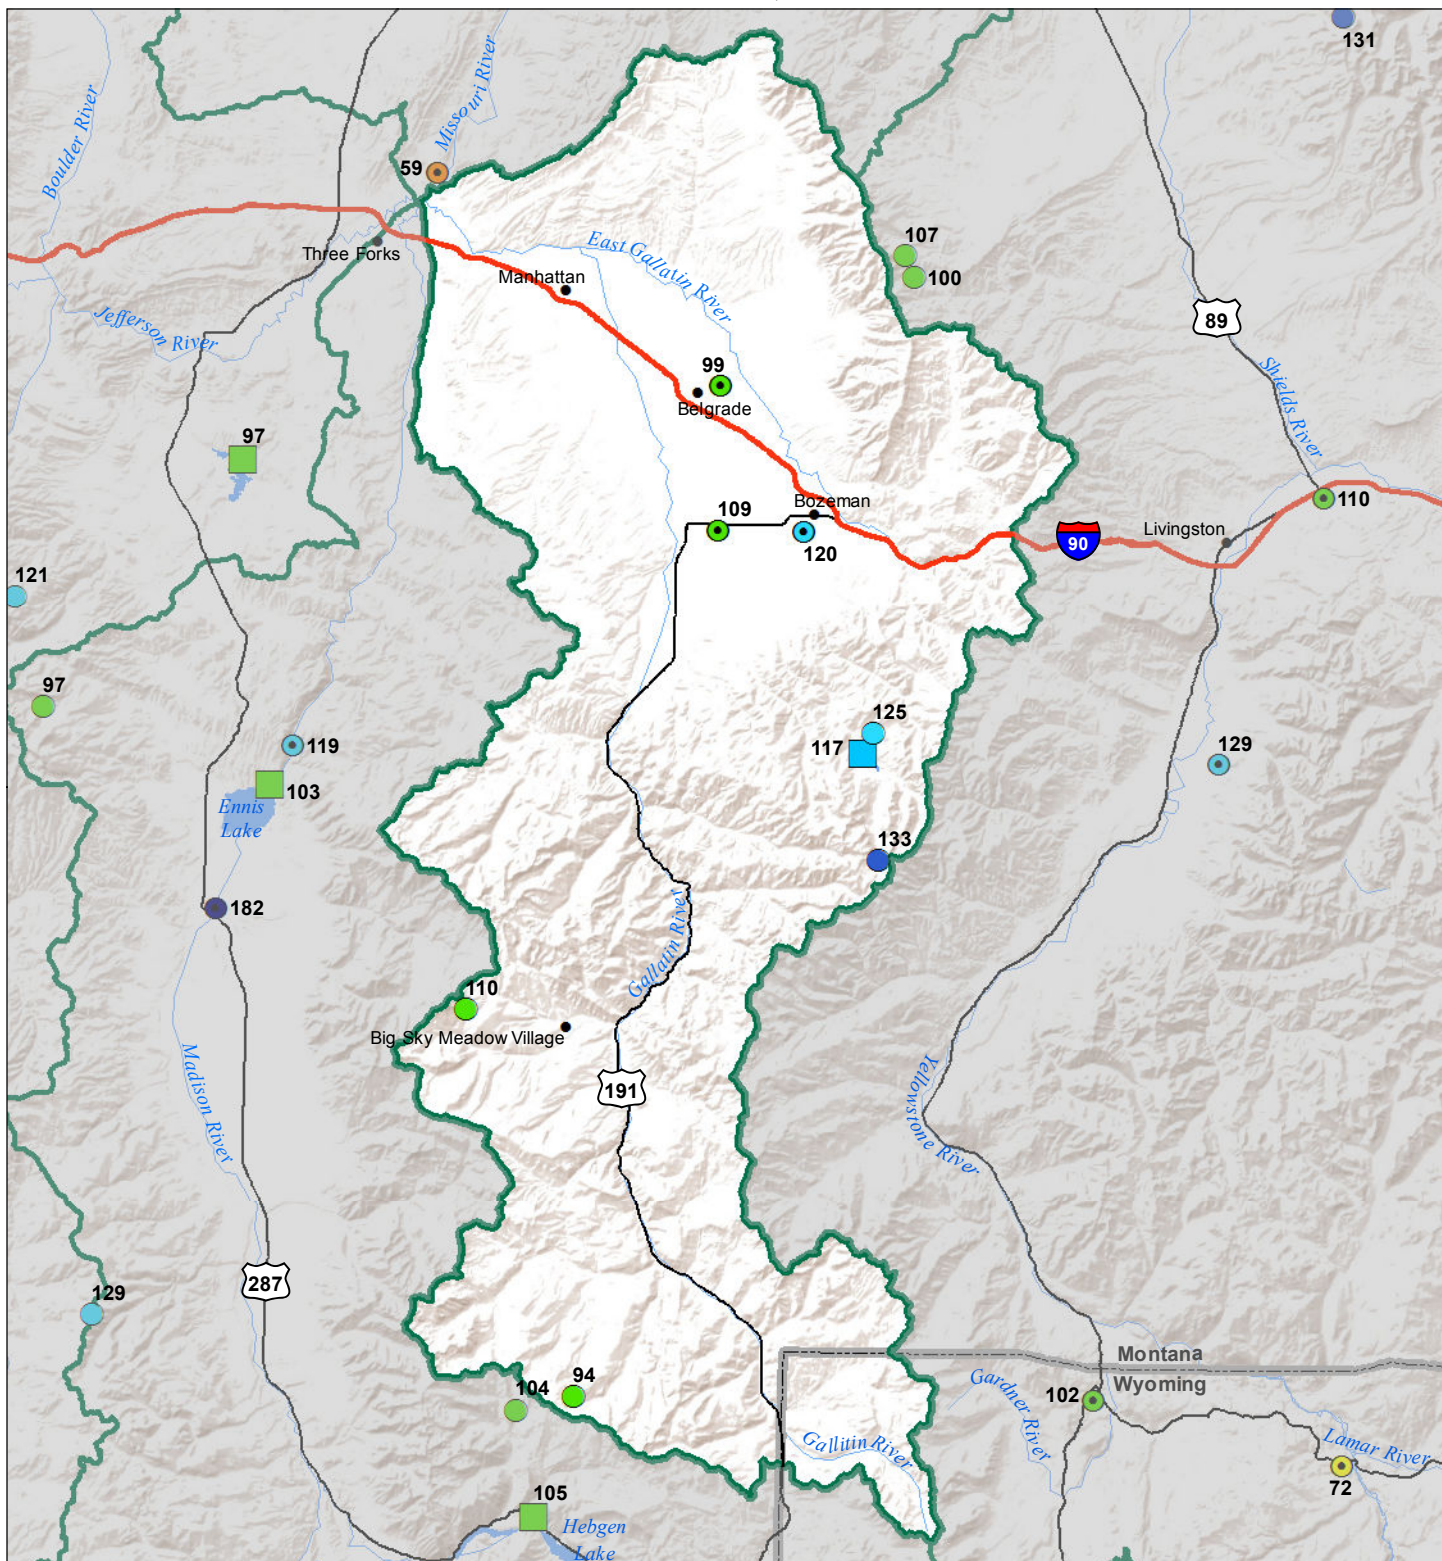 131
Missouri River
Boulder River
59
107
Three Forks
East Gallatin River
Manhattan
100
Jefferson River
89
99
Shields River
Belgrade
97
Bozeman
109
110
Livingston
120
90
121
97
125
119
117
129
103
Ennis
Lake
133
182
Gallatin River
110
Big Sky Meadow Village
Madison River
Yellowstone River
191
287
129
Montana
Wyoming
94
104
102
Gardner River
Gallitin River
Lamar River
72
105
Hebgen
Lake